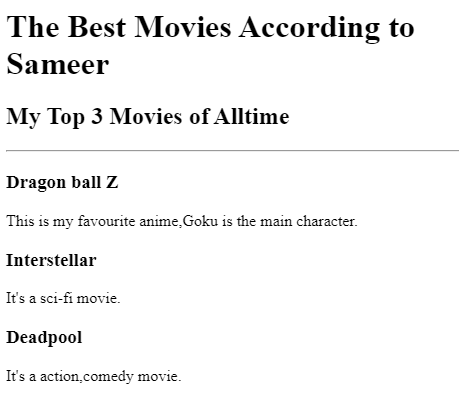 The Best Movies According to
Sameer
My Top 3 Movies of Alltime
Dragon ball Z
This is my favourite anime,Goku is the main character.
Interstellar
It's a sci-fi movie.
Deadpool
It's a action,comedy movie.